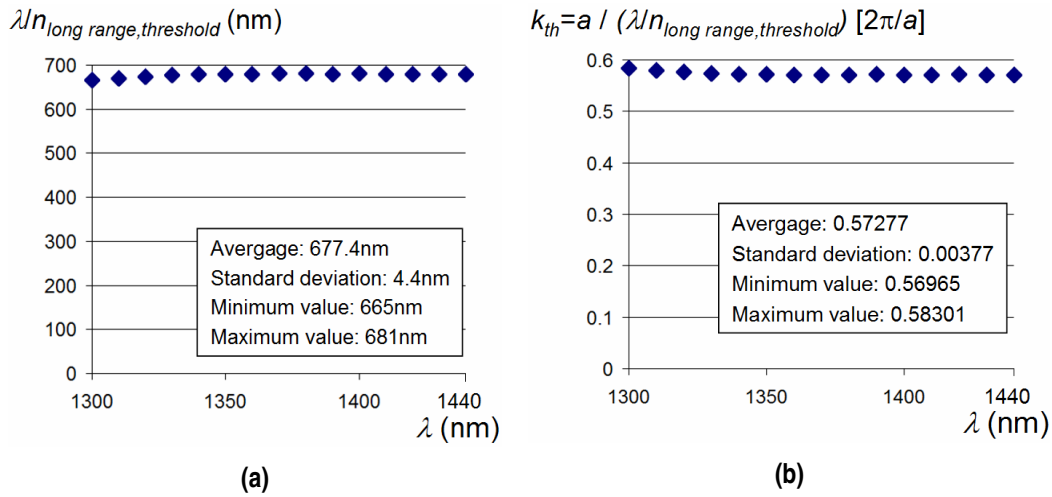 λ/n long range,threshold (nm)
700
600
500
400
300
200
100
0
Avergage: 677.4nm
Standard deviation: 4.4nm
Minimum value: 665nm
Maximum value: 681nm
1300 1350 1400 1440
λ (nm)
(a)
k th=a / (λ/n long range,threshold) [2π/a]
0.6
0.5
0.4
0.3
0.2
0.1
0
Avergage: 0.57277
Standard deviation: 0.00377
Minimum value: 0.56965
Maximum value: 0.58301
1300 1350 1400 1440
λ (nm)
(b)